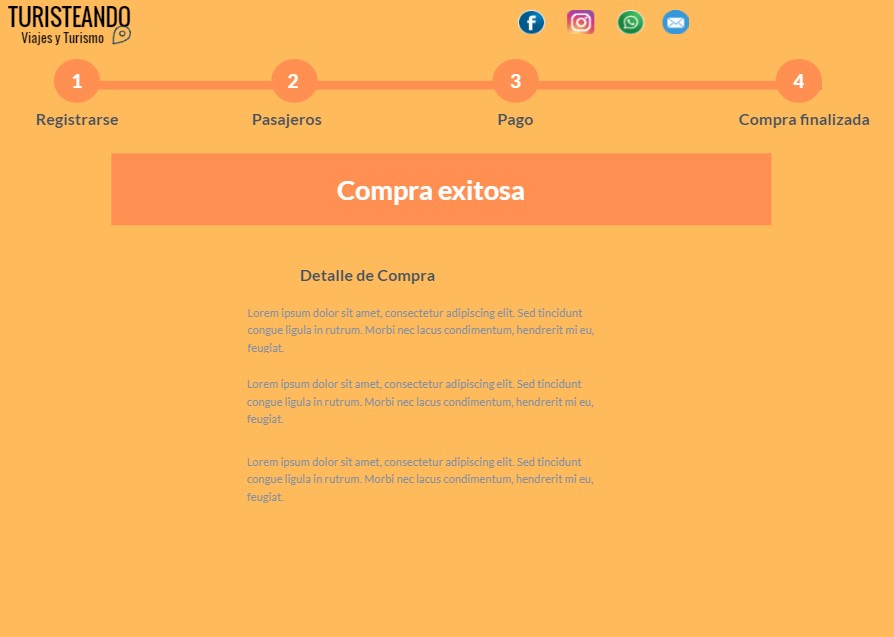 TURISTEANDO
Viajes y Turismo
1 2 3 4
Registrarse Pasajeros Pago Compra finalizada
Compra exitosa
Detalle de Compra
Lorem ipsum dolor sit amet, consectetur adipiscing elit. Sed tincidunt
congue ligula in rutrum. Morbi nec lacus condimentum, hendrerit mi eu,
feugiat.
Lorem ipsum dolor sit amet, consectetur adipiscing elit. Sed tincidunt
congue ligula in rutrum. Morbi nec lacus condimentum, hendrerit mi eu,
feugiat.
Lorem ipsum dolor sit amet, consectetur adipiscing elit. Sed tincidunt
congue ligula in rutrum. Morbi nec lacus condimentum, hendrerit mi eu,
feugiat.